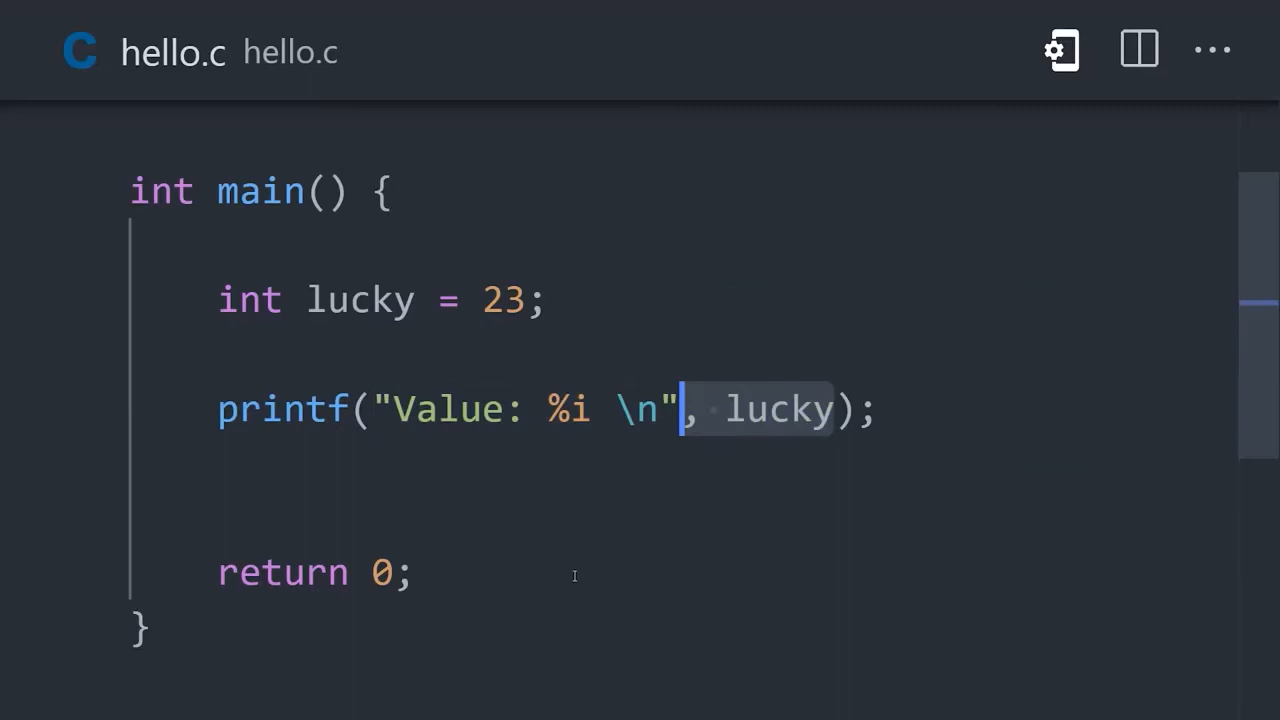 C hello.c hello.c
int main() {
int lucky = 23;
printf("Value: %i \n", lucky);
return 0;
}